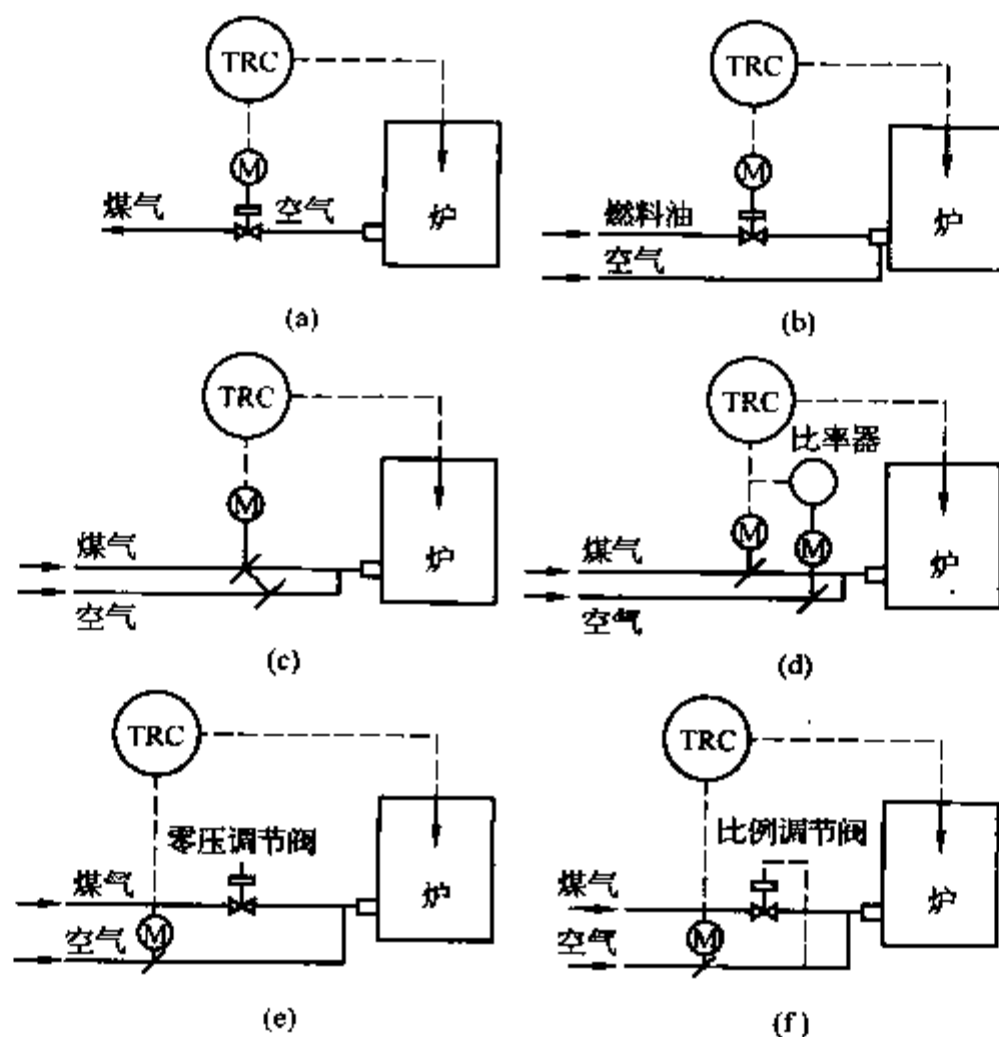 TRC
TRC
M
M
煤气
空气
炉
燃料油
空气
炉
(a)
(b)
TRC
TRC
比率器
M
M
M
煤气
空气
炉
煤气
空气
炉
(c)
(d)
TRC
TRC
零压调节阀
比例调节阀
煤气
空气
M
炉
煤气
空气
M
炉
(e)
(f)